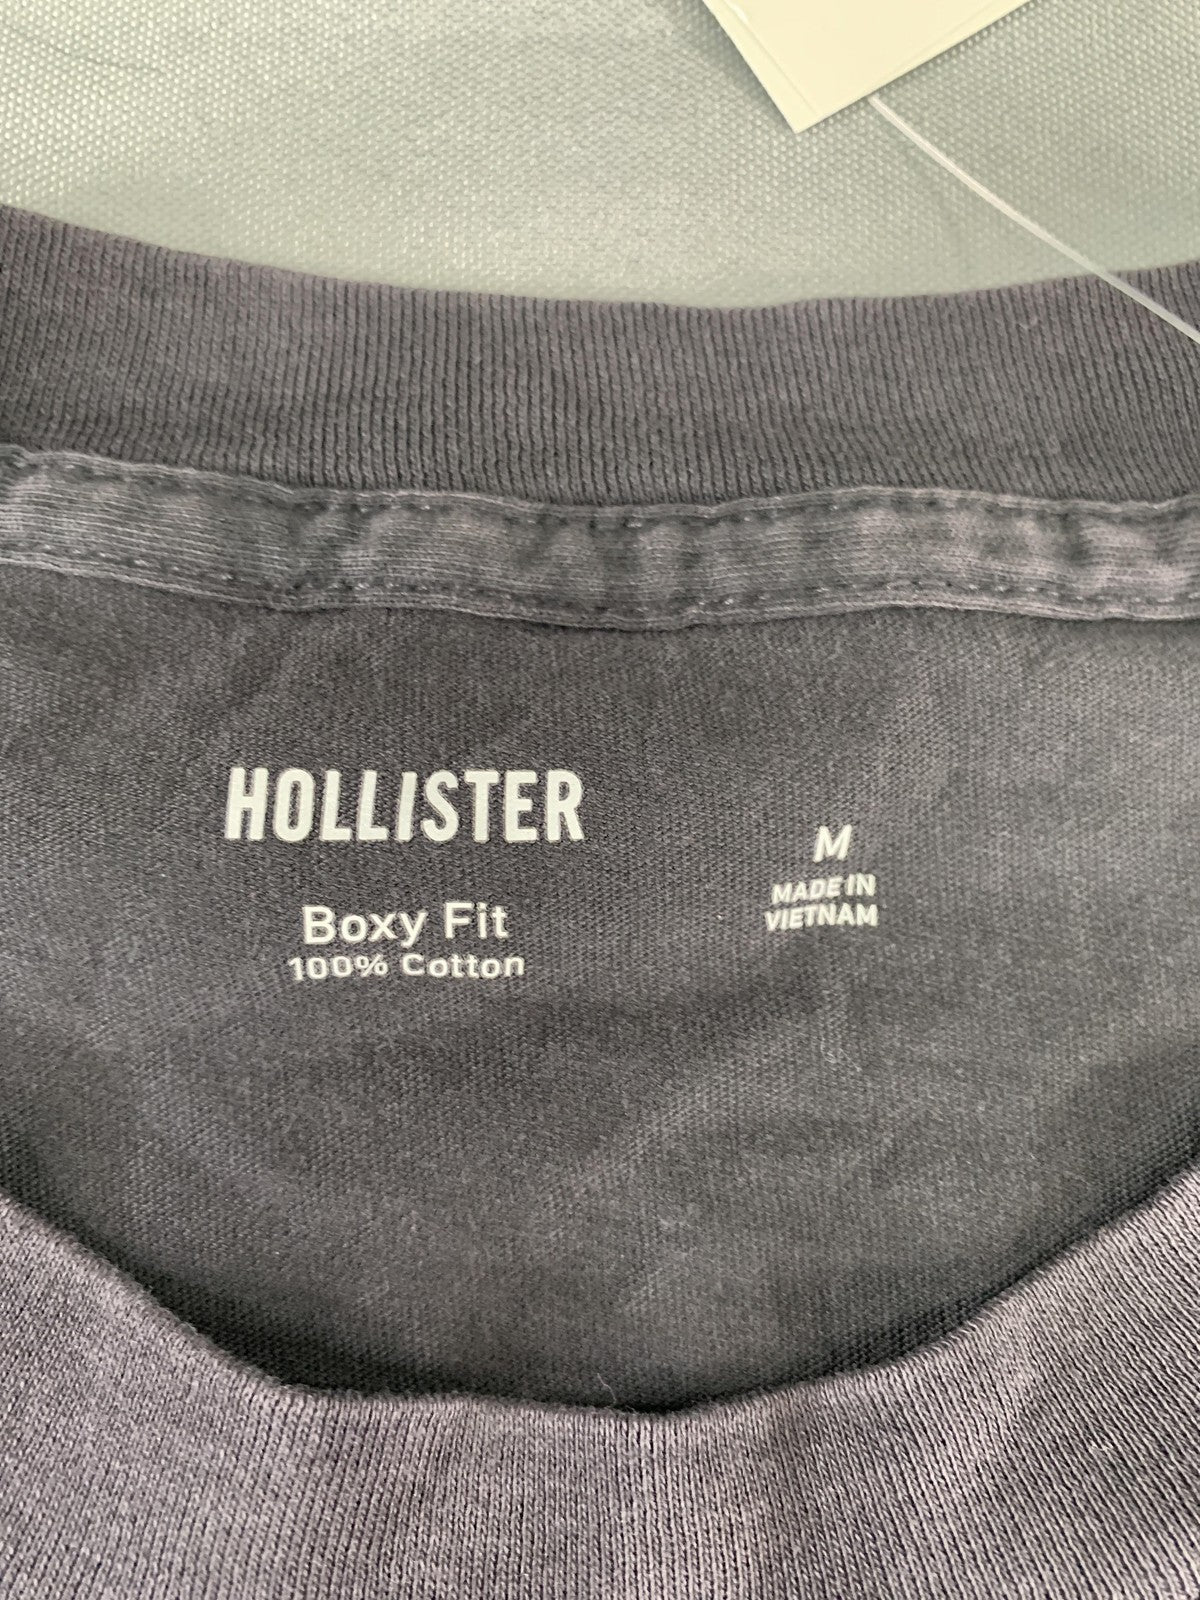 HOLLISTER
Boxy Fit
100% Cotton
M
MADE IN
VIETNAM